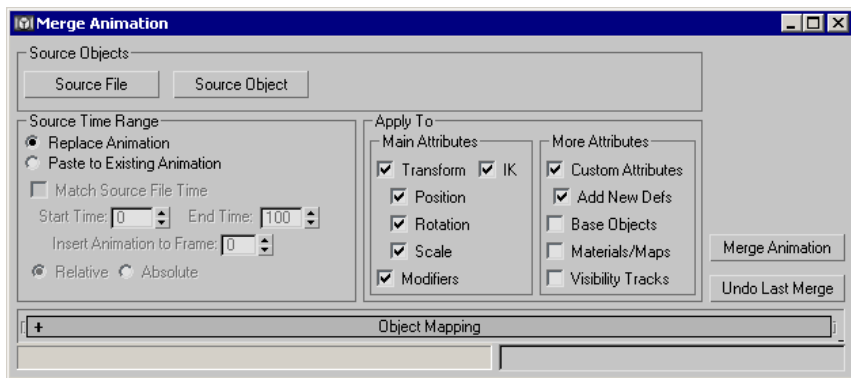 Merge Animation
Source Objects
Source File Source Object
Source Time Range
Replace Animation
Paste to Existing Animation
Match Source File Time
Start Time: 0 End Time: 100
Insert Animation to Frame: 0
Relative Absolute
Apply To
Main Attributes
Transform IK
Position
Rotation
Scale
Modifiers
More Attributes
Custom Attributes
Add New Defs
Base Objects
Materials/Maps
Visibility Tracks
Merge Animation
Undo Last Merge
+ Object Mapping